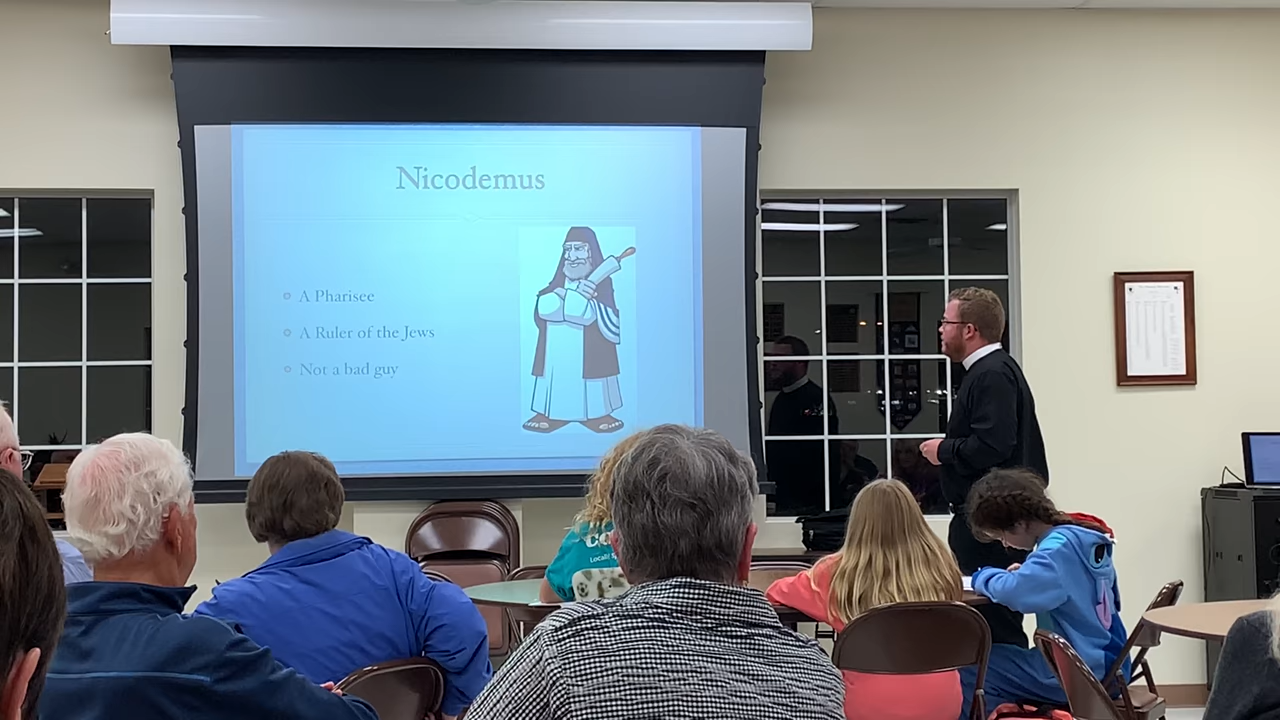 Nicodemus
A Pharisee
A Ruler of the Jews
Not a bad guy